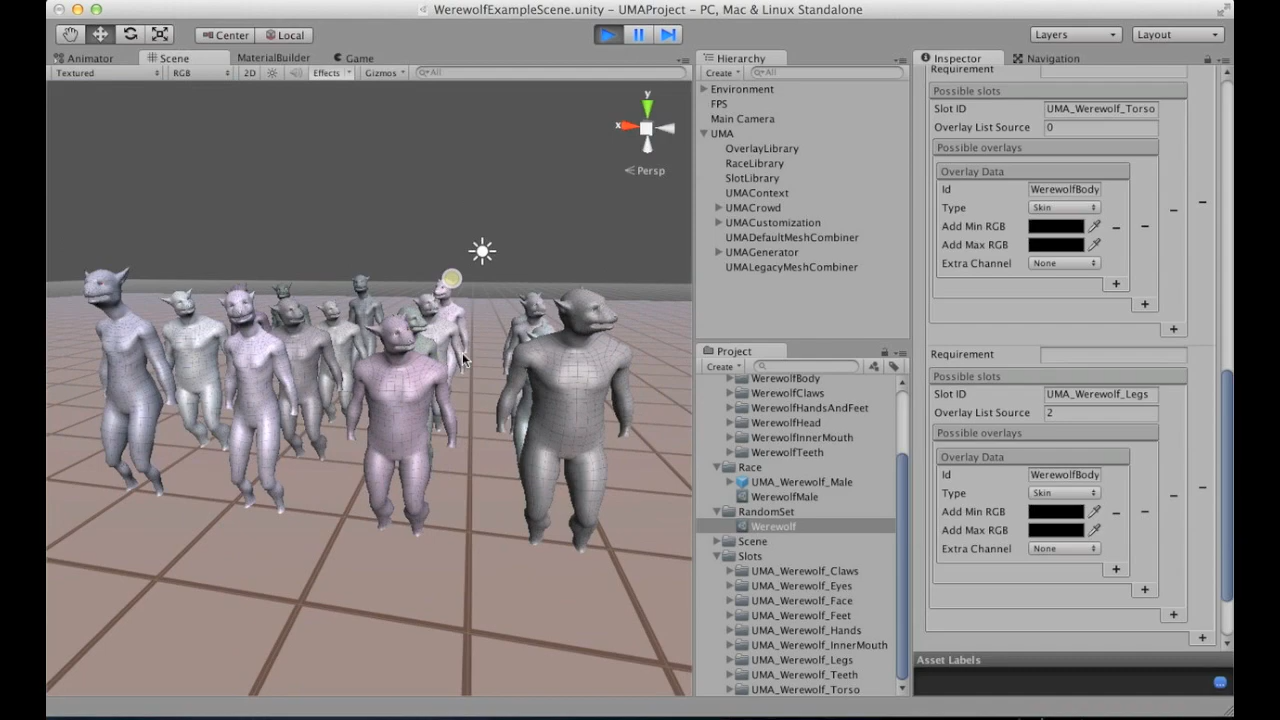 WerewolfExampleScene.unity - UMAProject - PC, Mac & Linux Standalone
Center
Local
Layers
Layout
Animator
Scene
MaterialBuilder
Game
Textured
RGB
2D
Effects
Gizmos
All
y
x
Persp
Hierarchy
Create
All
Environment
FPS
Main Camera
UMA
OverlayLibrary
RaceLibrary
SlotLibrary
UMAContext
UMACrowd
UMACustomization
UMADefaultMeshCombiner
UMAGenerator
UMALegacyMeshCombiner
Project
Create
WerewolfBody
WerewolfClaws
WerewolfHandsAndFeet
WerewolfHead
WerewolfInnerMouth
WerewolfTeeth
Race
UMA_Werewolf_Male
WerewolfMale
RandomSet
Werewolf
Scene
Slots
UMA_Werewolf_Claws
UMA_Werewolf_Eyes
UMA_Werewolf_Face
UMA_Werewolf_Feet
UMA_Werewolf_Hands
UMA_Werewolf_InnerMouth
UMA_Werewolf_Legs
UMA_Werewolf_Teeth
UMA_Werewolf_Torso
Inspector
Navigation
Requirement
Possible slots
Slot ID UMA_Werewolf_Torso
Overlay List Source 0
Possible overlays
Overlay Data
Id WerewolfBody
Type Skin
Add Min RGB
Add Max RGB
Extra Channel None
Requirement
Possible slots
Slot ID UMA_Werewolf_Legs
Overlay List Source 2
Possible overlays
Overlay Data
Id WerewolfBody
Type Skin
Add Min RGB
Add Max RGB
Extra Channel None
Asset Labels